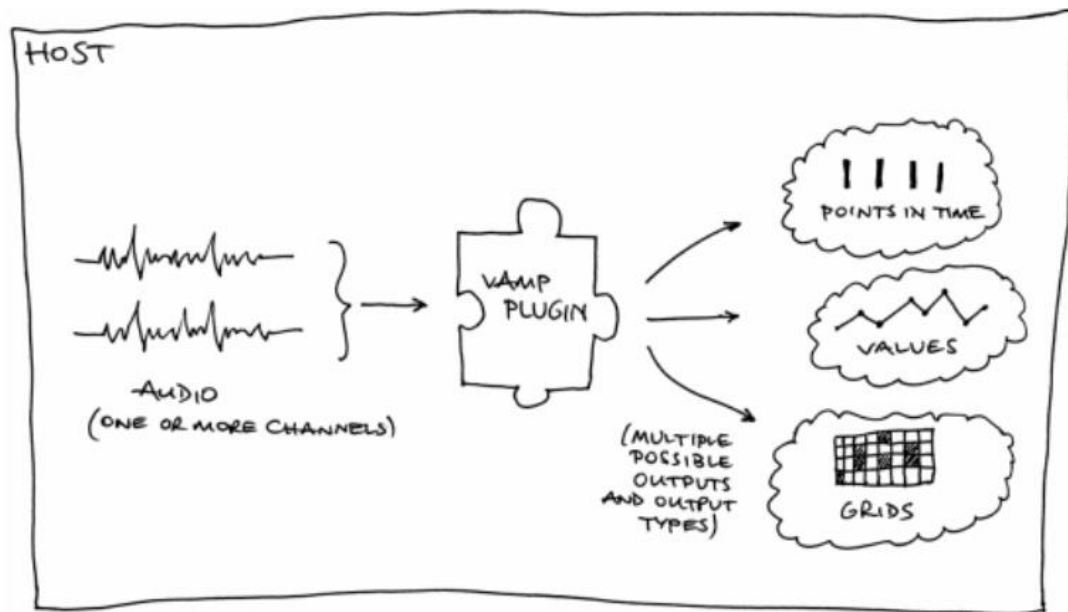 HOST
AUDIO
(ONE OR MORE CHANNELS)
VAMP
PLUGIN
(MULTIPLE
POSSIBLE
OUTPUTS
AND OUTPUT
TYPES)
POINTS IN TIME
VALUES
GRIDS